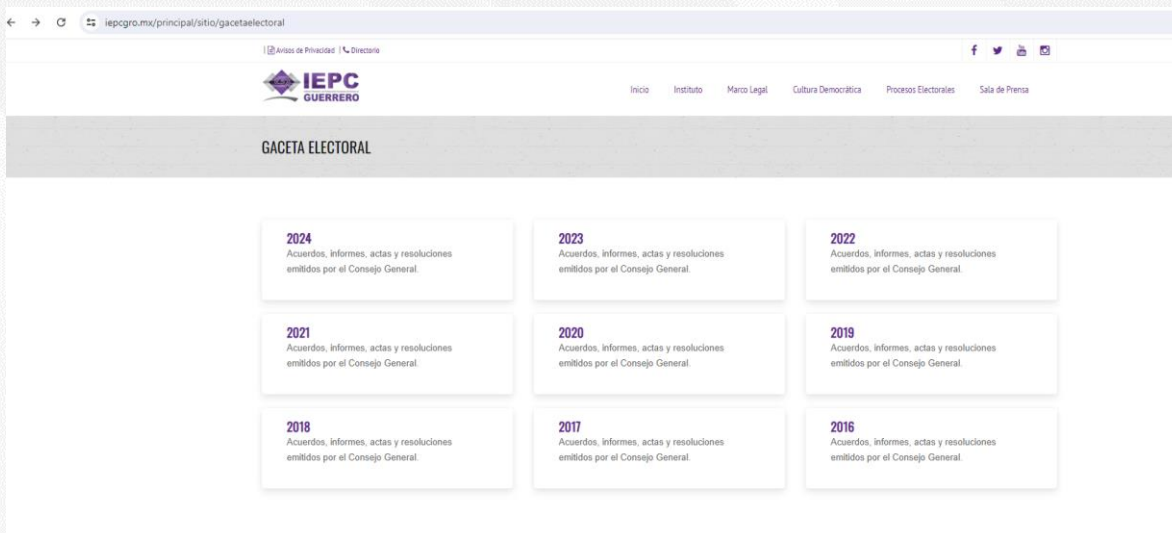 iepcgro.mx/principal/sitio/gacetaelectoral
| Avisos de Privacidad | Directorio
IEPC
GUERRERO
Inicio Instituto Marco Legal Cultura Democrática Procesos Electorales Sala de Prensa
GACETA ELECTORAL
2024
Acuerdos, informes, actas y resoluciones
emitidos por el Consejo General.
2023
Acuerdos, informes, actas y resoluciones
emitidos por el Consejo General.
2022
Acuerdos, informes, actas y resoluciones
emitidos por el Consejo General.
2021
Acuerdos, informes, actas y resoluciones
emitidos por el Consejo General.
2020
Acuerdos, informes, actas y resoluciones
emitidos por el Consejo General.
2019
Acuerdos, informes, actas y resoluciones
emitidos por el Consejo General.
2018
Acuerdos, informes, actas y resoluciones
emitidos por el Consejo General.
2017
Acuerdos, informes, actas y resoluciones
emitidos por el Consejo General.
2016
Acuerdos, informes, actas y resoluciones
emitidos por el Consejo General.